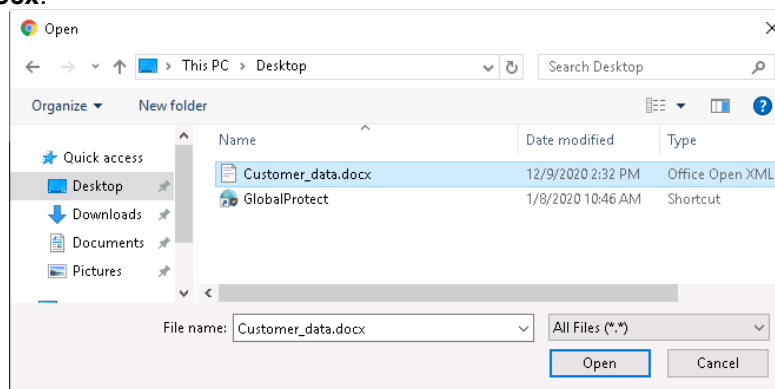 Open
This PC > Desktop
Search Desktop
Organize
New folder
Name
Date modified
Type
Quick access
Customer_data.docx
12/9/2020 2:32 PM
Office Open XML
Desktop
GlobalProtect
1/8/2020 10:46 AM
Shortcut
Downloads
Documents
Pictures
File name:
Customer_data.docx
All Files (*.*)
Open
Cancel